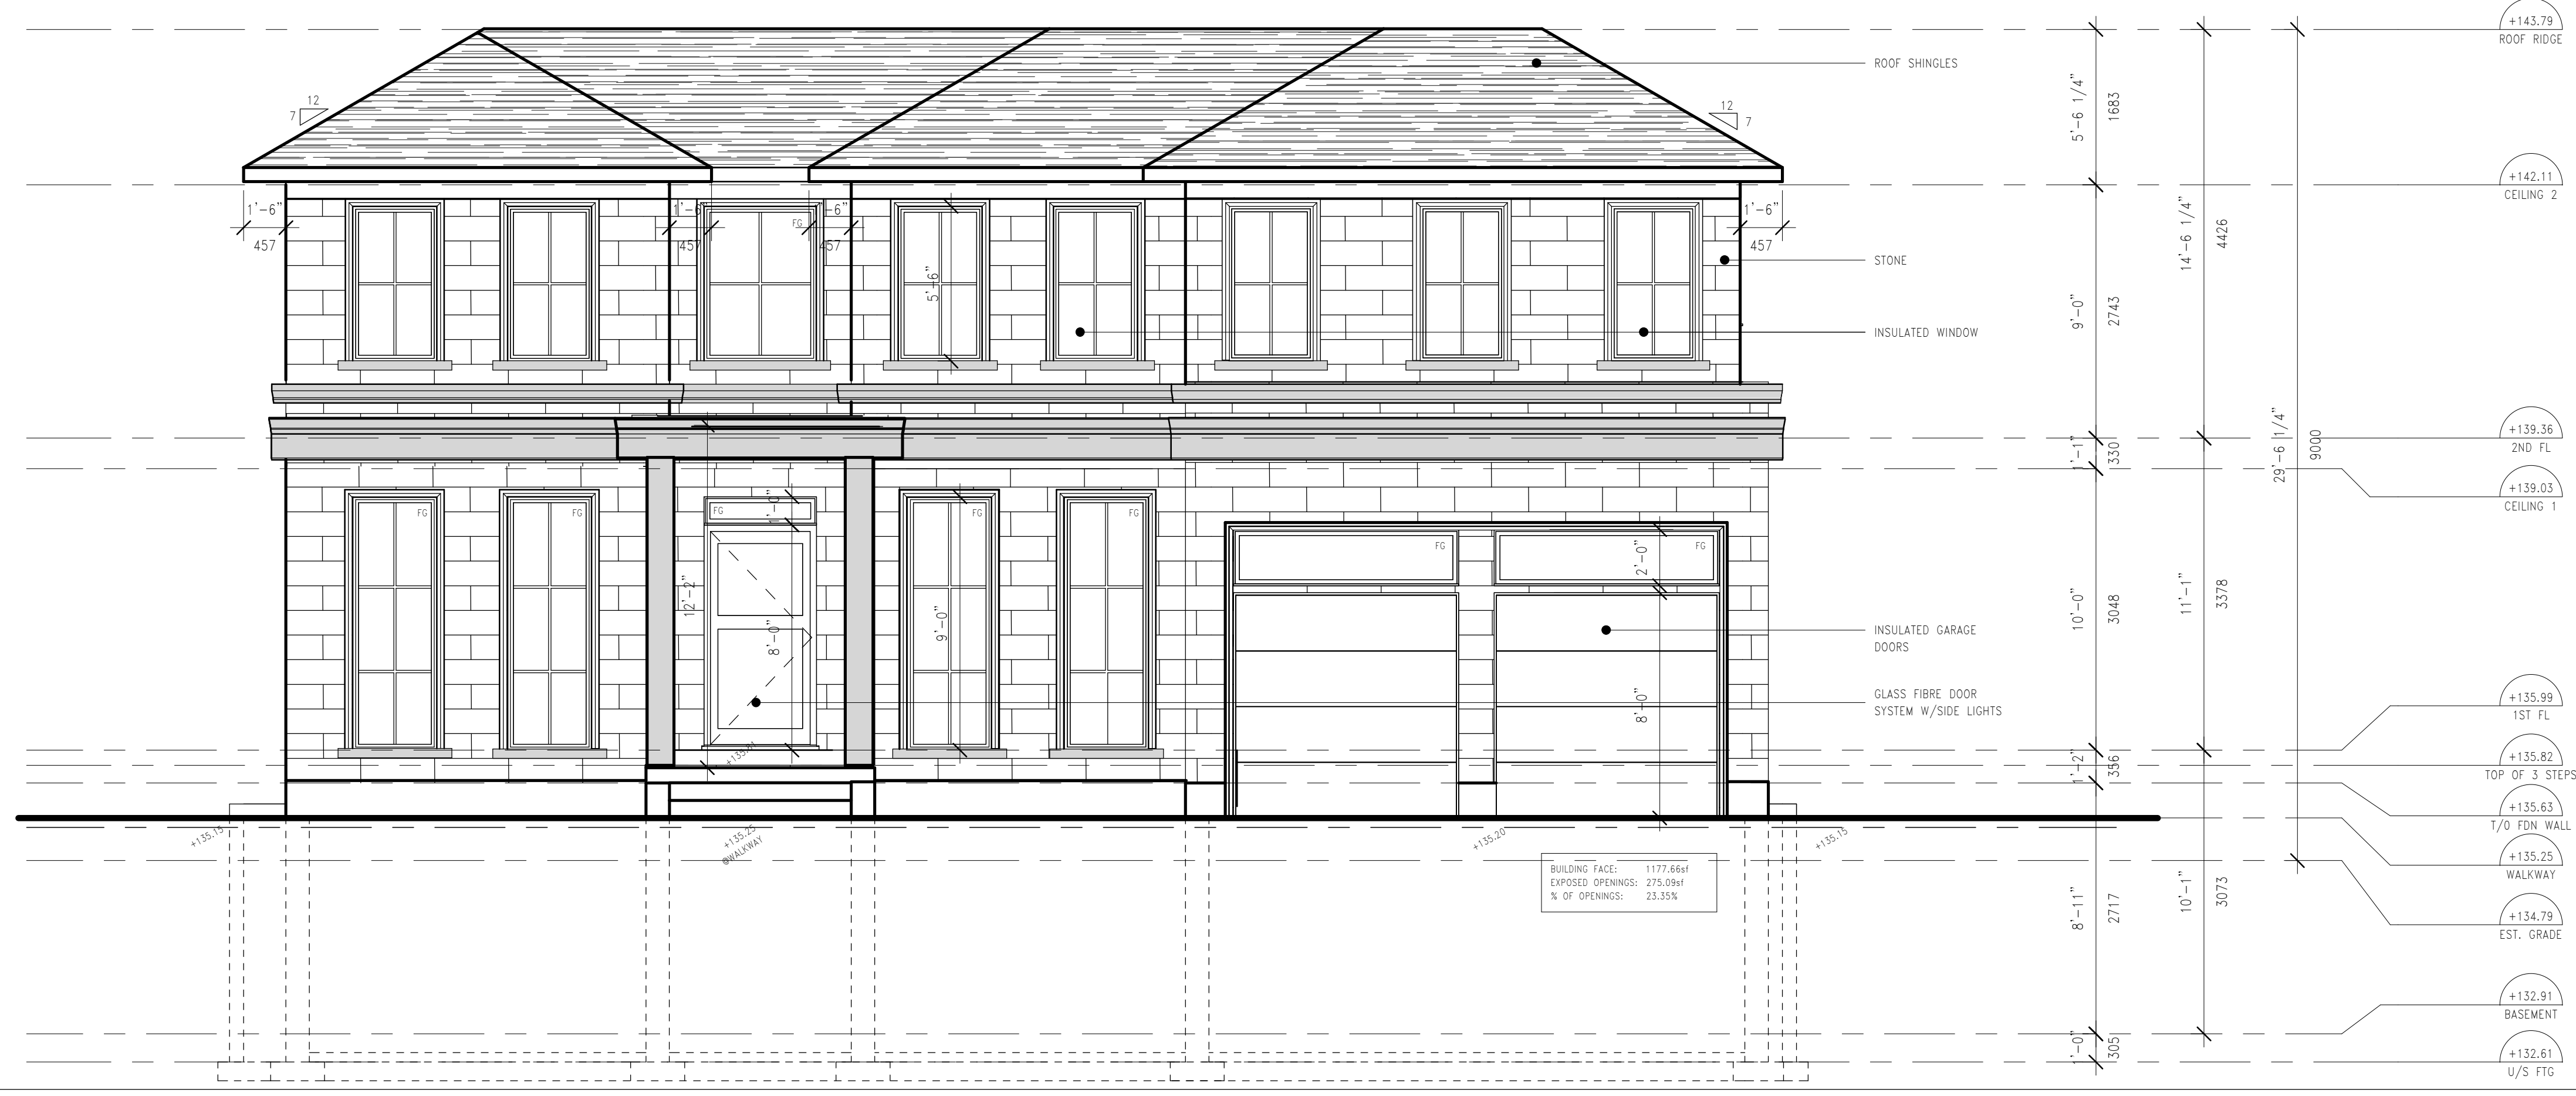 +143.79
ROOF RIDGE
ROOF SHINGLES
12
7
12
7
5'-6 1/4"
1683
+142.11
CEILING 2
1'-6"
457
1'-6"
457
-6"
457
1'-6"
457
FG
5'-6"
STONE
INSULATED WINDOW
9'-0"
2743
14'-6 1/4"
4426
29'-6 1/4"
9000
+139.36
2ND FL
1'-1"
330
+139.03
CEILING 1
FG
FG
FG
FG
FG
FG
FG
1'-0"
12'-2"
8'-0"
9'-0"
2'-0"
8'-0"
INSULATED GARAGE
DOORS
GLASS FIBRE DOOR
SYSTEM W/SIDE LIGHTS
10'-0"
3048
11'-1"
3378
+135.99
1ST FL
+135.82
TOP OF 3 STEPS
1'-2"
356
+135.63
T/O FDN WALL
+135.81
+135.15
+135.25
@WALKWAY
+135.20
+135.15
+135.25
WALKWAY
BUILDING FACE: 1177.66sf
EXPOSED OPENINGS: 275.09sf
% OF OPENINGS: 23.35%
8'-11"
2717
10'-1"
3073
+134.79
EST. GRADE
+132.91
BASEMENT
1'-0"
305
+132.61
U/S FTG